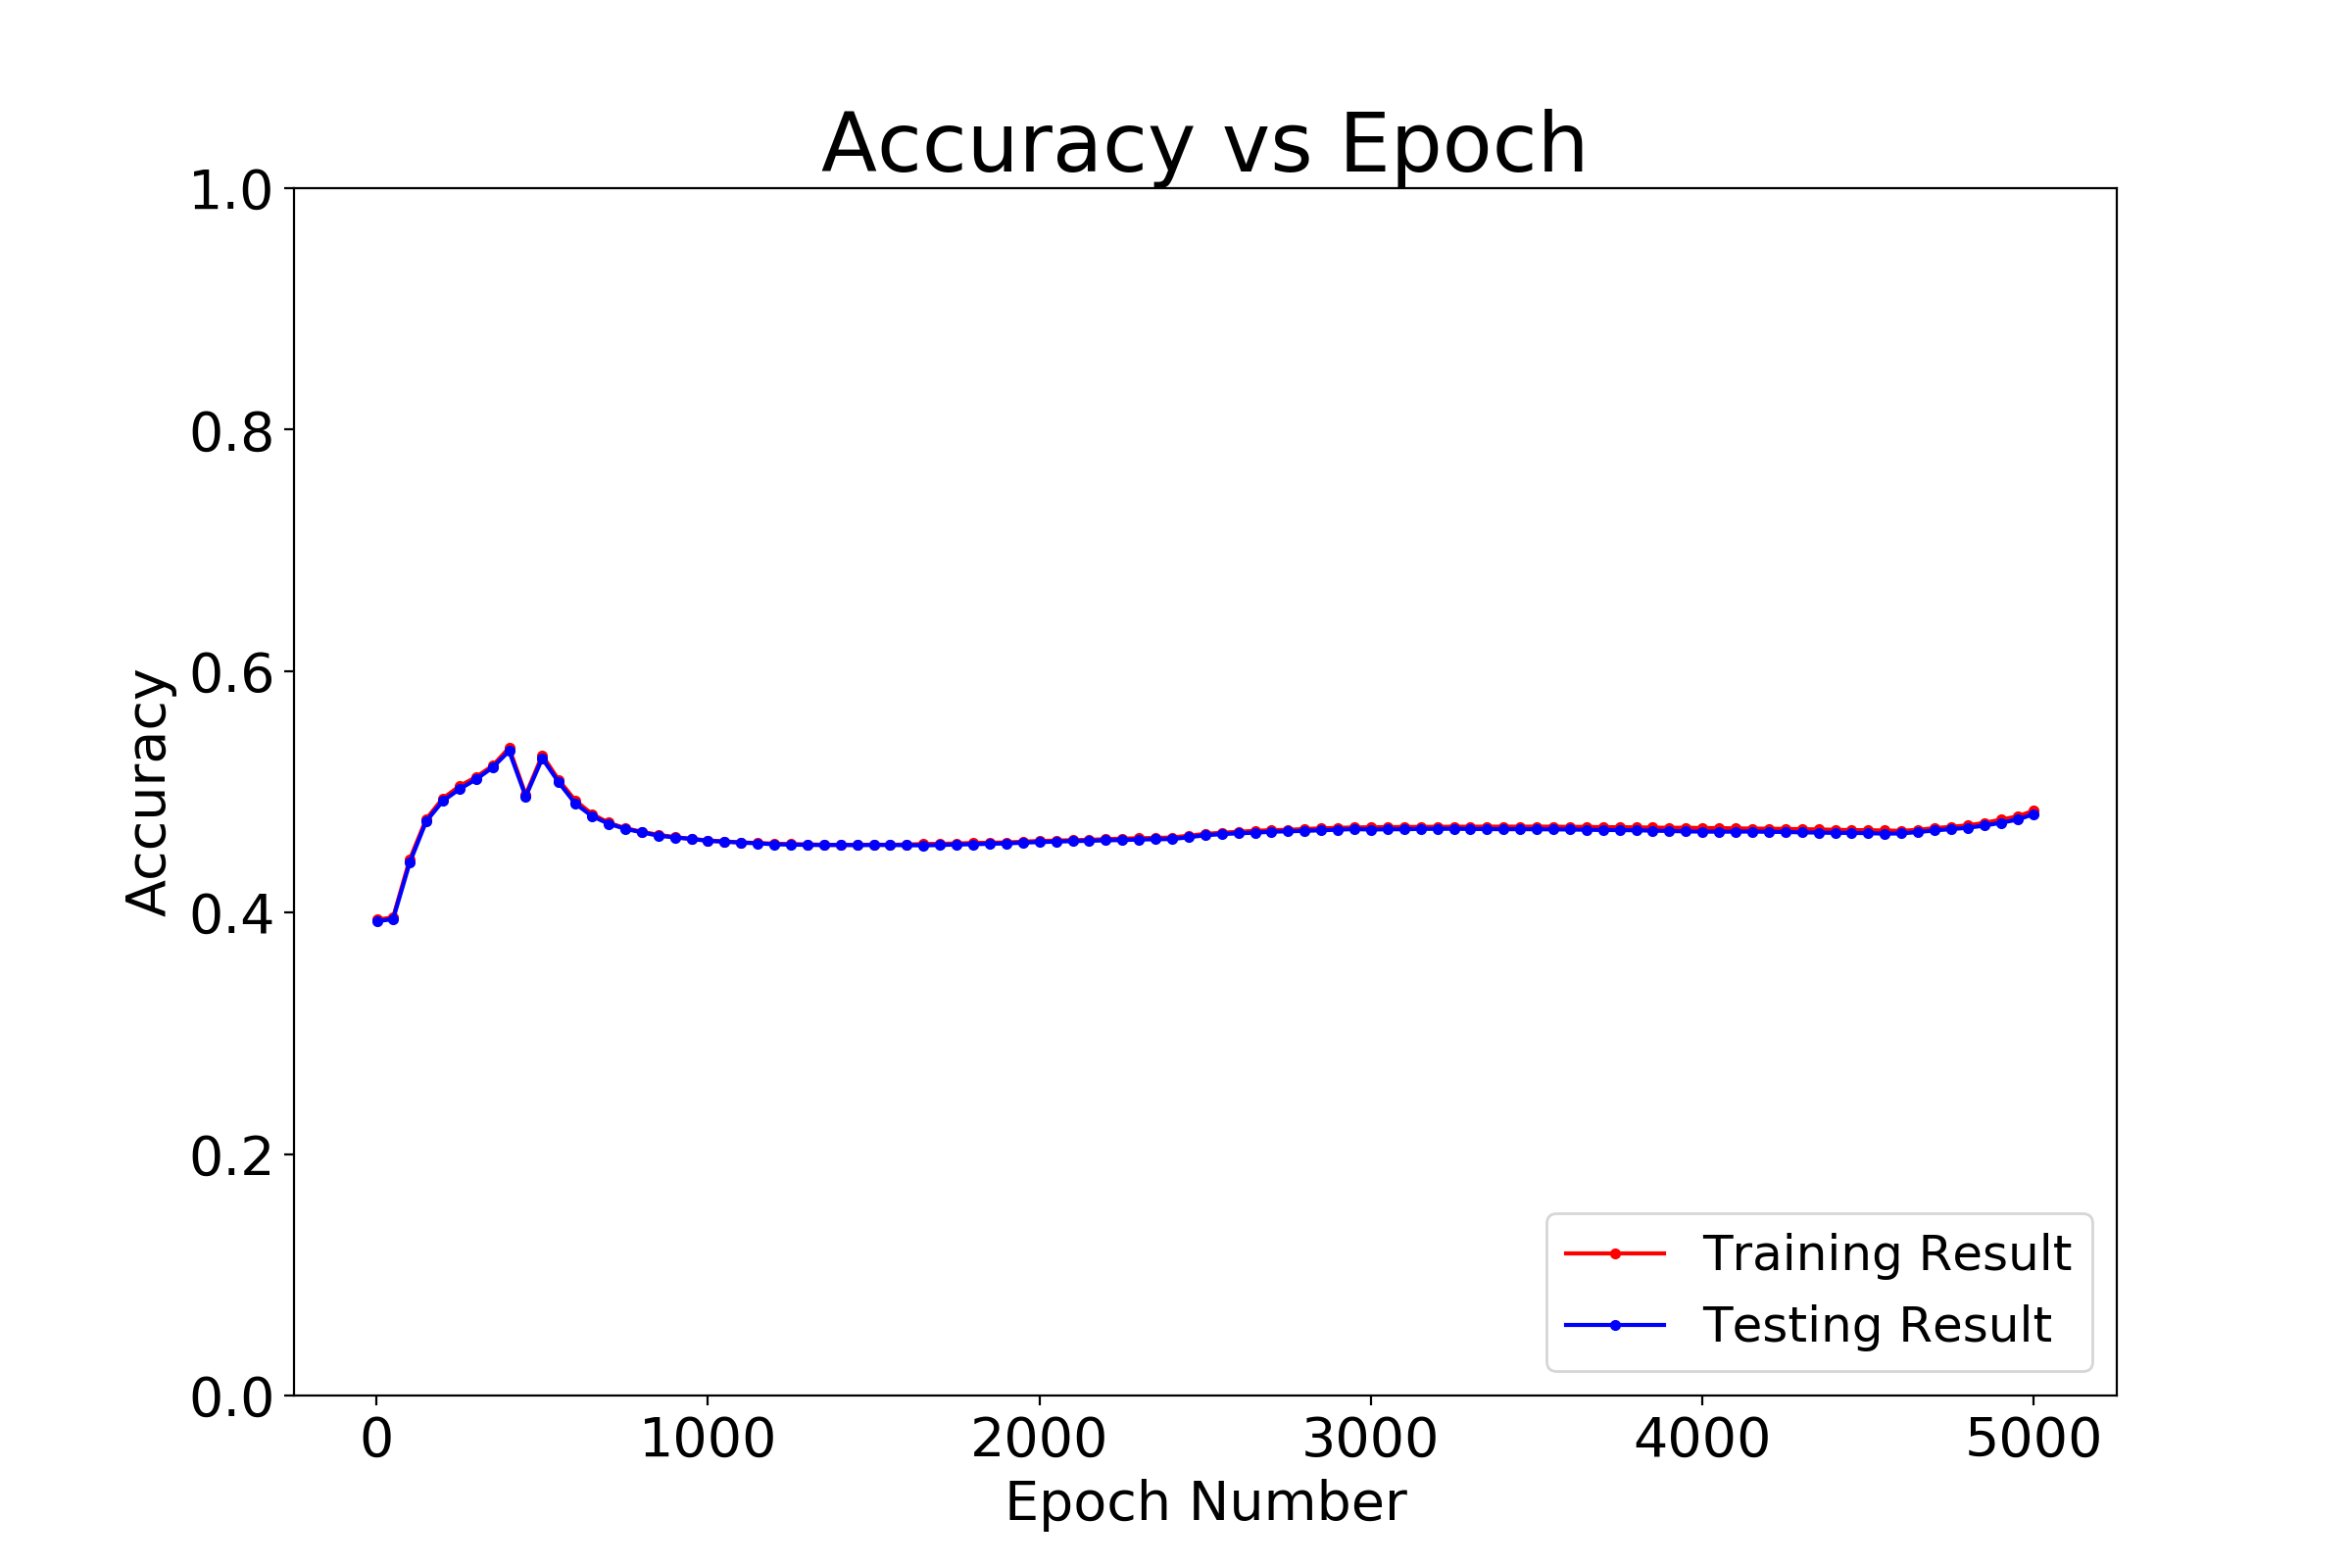 Accuracy vs Epoch
1.0
0.8
0.6
0.4
0.2
0.0
Accuracy
0 1000 2000 3000 4000 5000
Epoch Number
Training Result
Testing Result